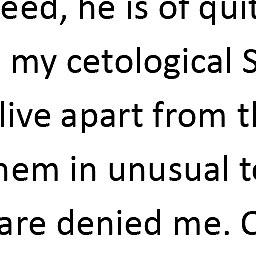 eed, he is of quit
my cetological S
live apart from th
hem in unusual to
are denied me. C